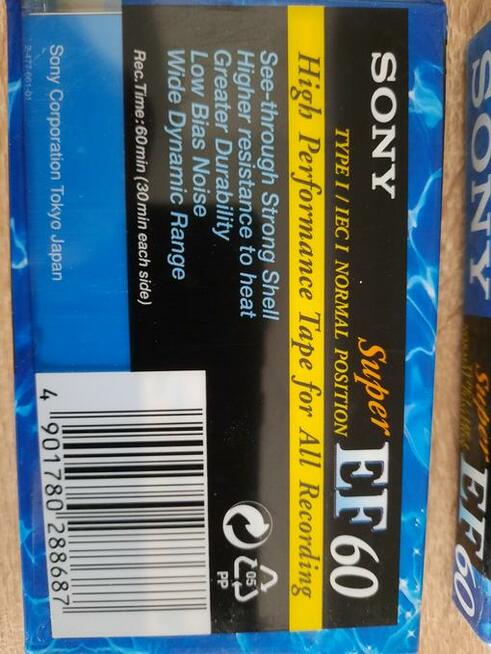 SONY
TYPE I / IEC I NORMAL POSITION
Super EF 60
High Performance Tape for All Recording
See-through Strong Shell
Higher resistance to heat
Greater Durability
Low Bias Noise
Wide Dynamic Range
Rec.Time:60min (30min each side)
Sony Corporation Tokyo Japan
05
PP
4 901780 288687
SONY
Super
EF 60